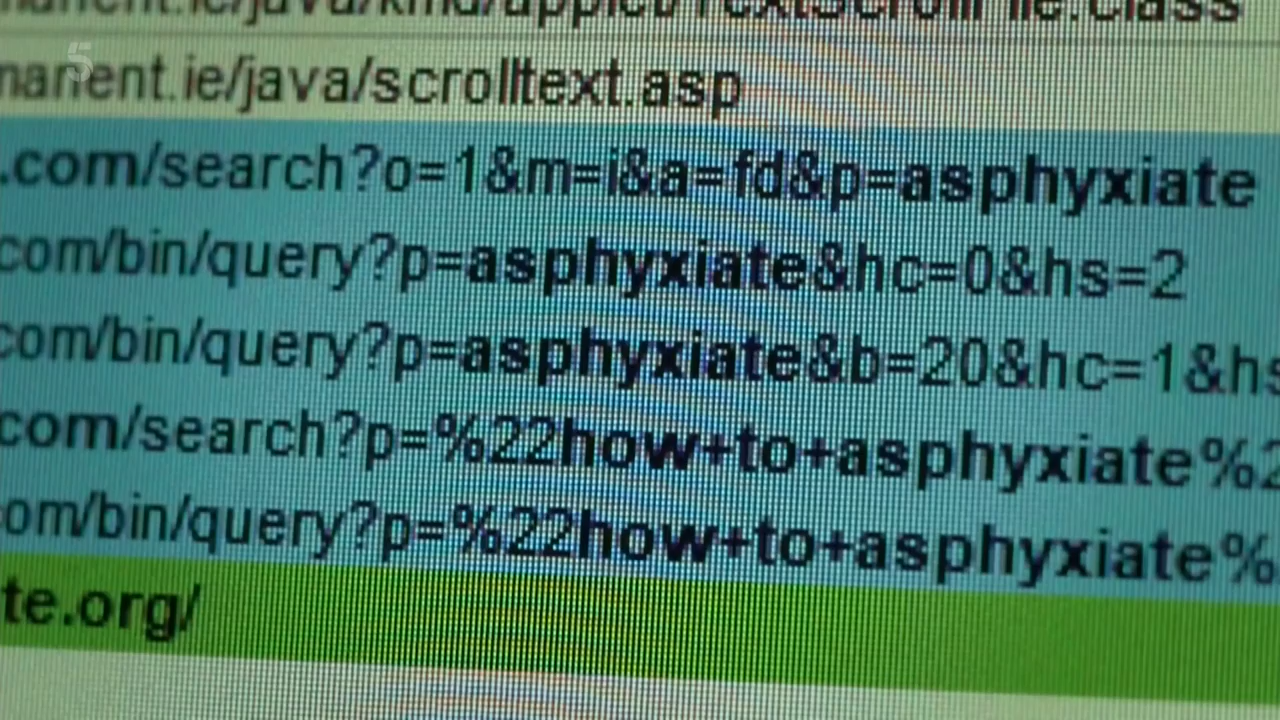 manent.ie/java/scrolltext.asp
5
.com/search?o=1&m=i&a=fd&p=asphyxiate
com/bin/query?p=asphyxiate&hc=0&hs=2
com/bin/query?p=asphyxiate&b=20&hc=1&hs
com/search?p=%22how+to+asphyxiate%2
om/bin/query?p=%22how+to+asphyxiate%
te.org/